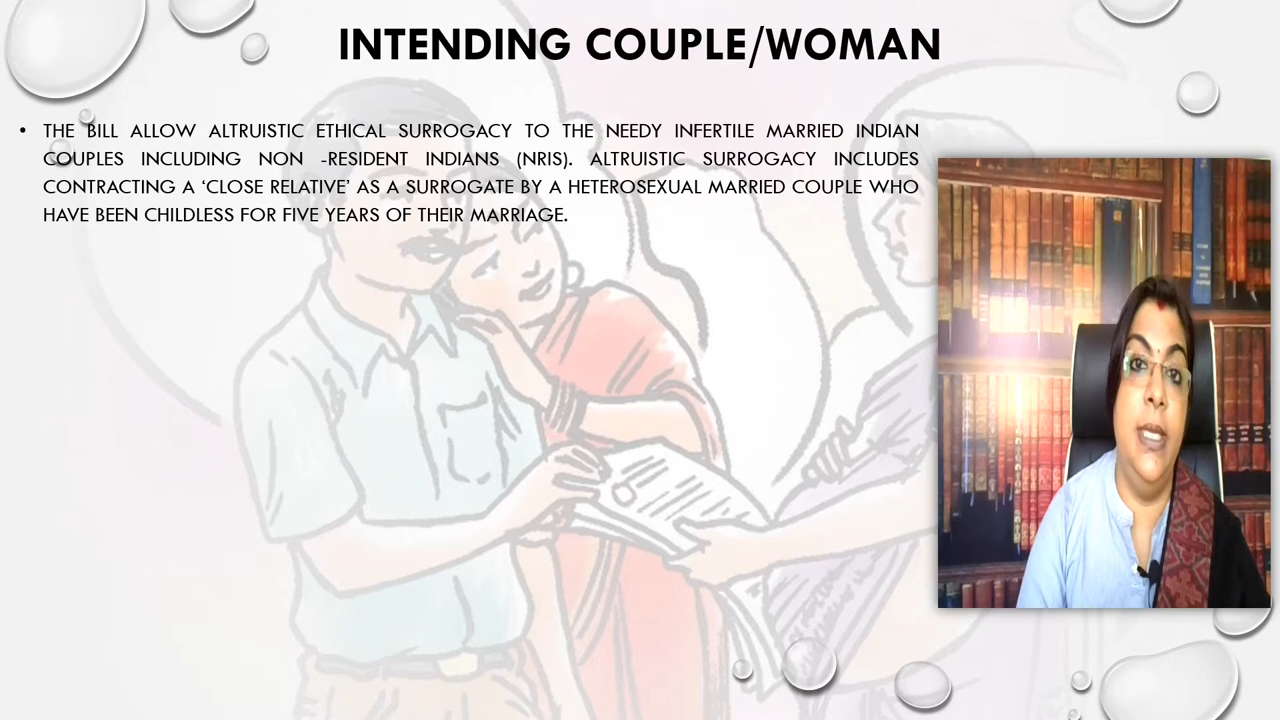 INTENDING COUPLE/WOMAN
• THE BILL ALLOW ALTRUISTIC ETHICAL SURROGACY TO THE NEEDY INFERTILE MARRIED INDIAN
COUPLES INCLUDING NON -RESIDENT INDIANS (NRIS). ALTRUISTIC SURROGACY INCLUDES
CONTRACTING A ‘CLOSE RELATIVE’ AS A SURROGATE BY A HETEROSEXUAL MARRIED COUPLE WHO
HAVE BEEN CHILDLESS FOR FIVE YEARS OF THEIR MARRIAGE.